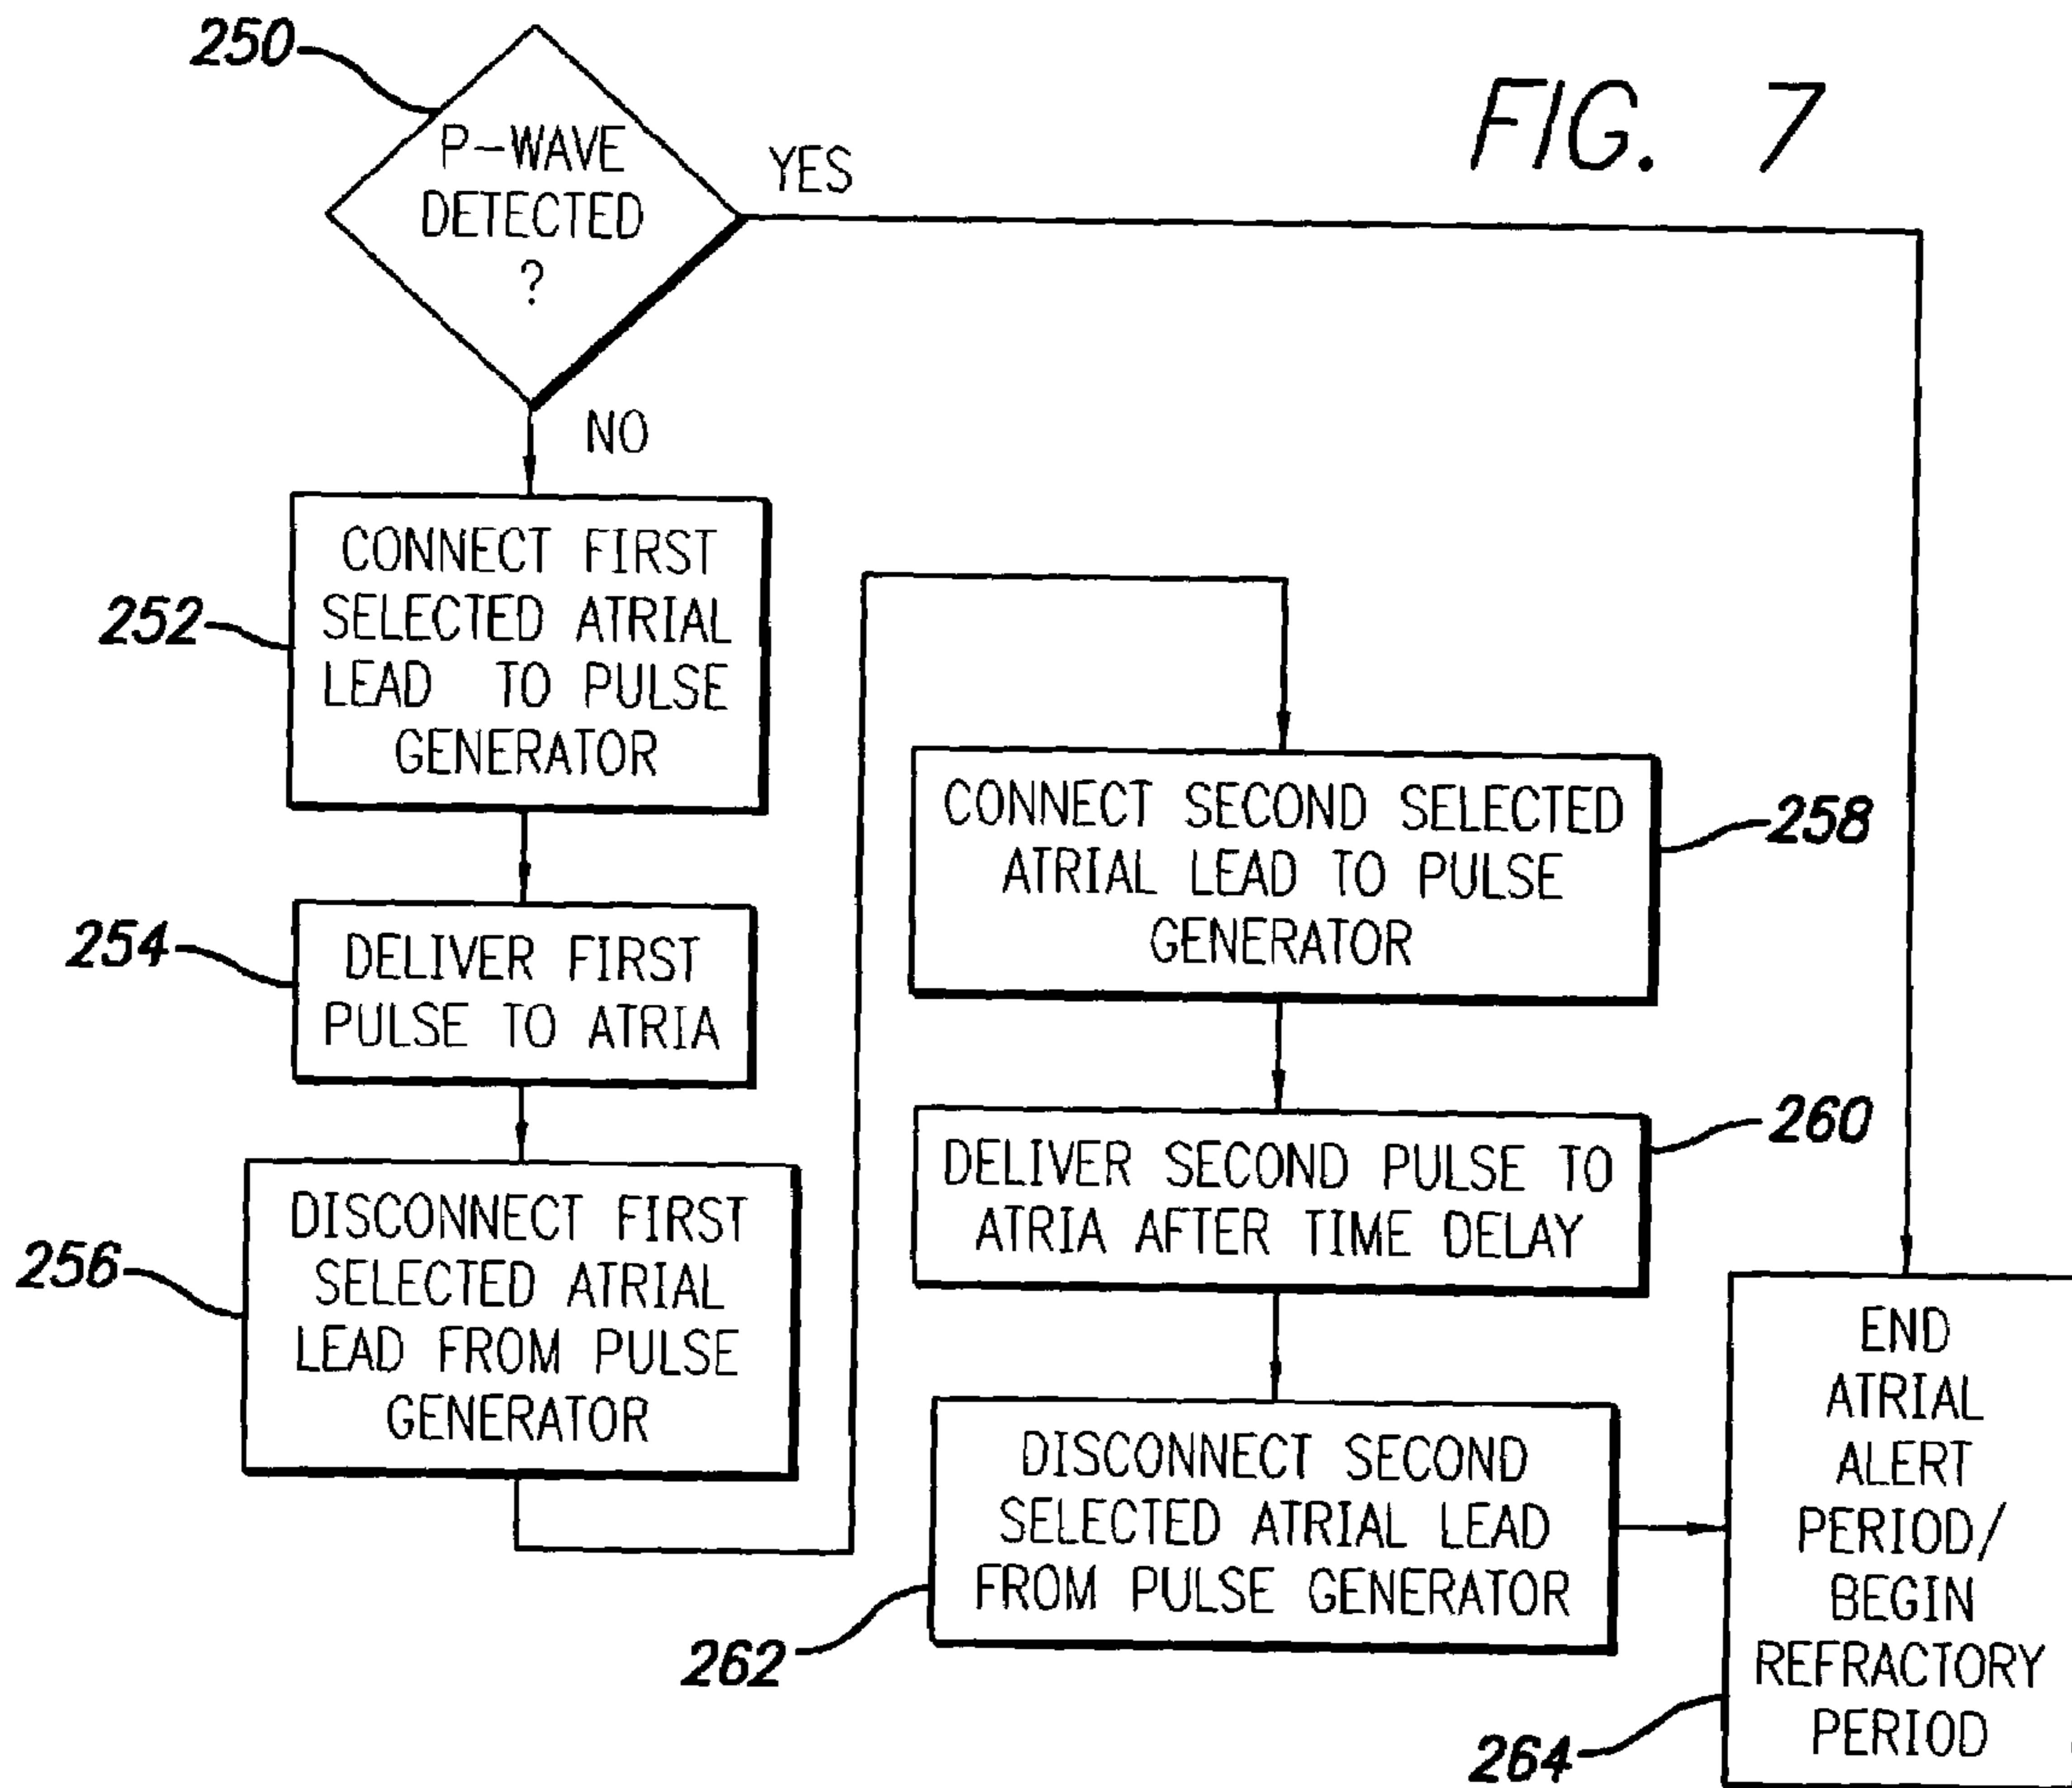 FIG. 7
250
P-WAVE
DETECTED
?
YES
NO
252
CONNECT FIRST
SELECTED ATRIAL
LEAD TO PULSE
GENERATOR
254
DELIVER FIRST
PULSE TO ATRIA
256
DISCONNECT FIRST
SELECTED ATRIAL
LEAD FROM PULSE
GENERATOR
258
CONNECT SECOND SELECTED
ATRIAL LEAD TO PULSE
GENERATOR
260
DELIVER SECOND PULSE TO
ATRIA AFTER TIME DELAY
262
DISCONNECT SECOND
SELECTED ATRIAL LEAD
FROM PULSE GENERATOR
264
END
ATRIAL
ALERT
PERIOD/
BEGIN
REFRACTORY
PERIOD